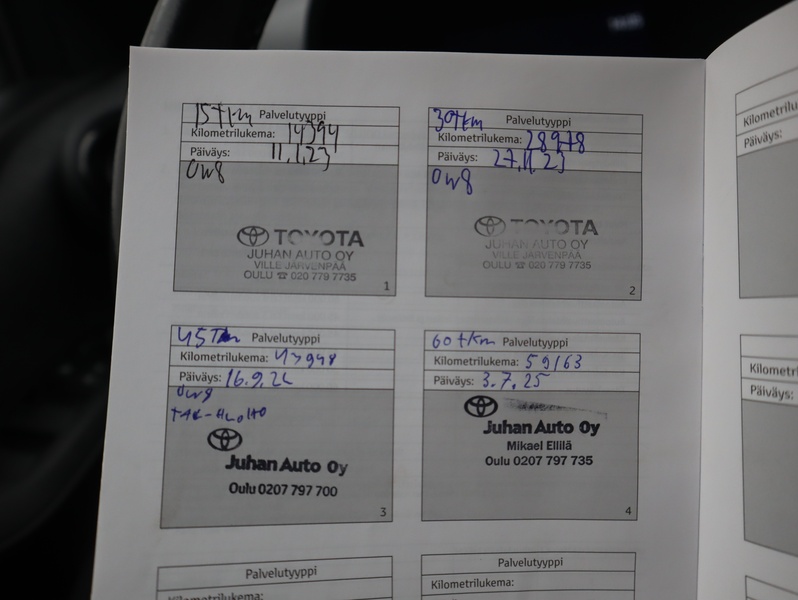 15tkm Palvelutyyppi
Kilometrilukema: 14394
Päiväys: 11.1.23
0w8
TOYOTA
JUHAN AUTO OY
VILLE JÄRVENPÄÄ
OULU ☎ 020 779 7735
1
30tkm Palvelutyyppi
Kilometrilukema: 28978
Päiväys: 27.11.23
0w8
TOYOTA
JUHAN AUTO OY
VILLE JÄRVENPÄÄ
OULU ☎ 020 779 7735
2
45tkm Palvelutyyppi
Kilometrilukema: 43948
Päiväys: 16.9.24
0w8
Juhan Auto Oy
Oulu 0207 797 700
3
60tkm Palvelutyyppi
Kilometrilukema: 59163
Päiväys: 3.7.25
Juhan Auto Oy
Mikael Ellilä
Oulu 0207 797 735
4
Palvelutyyppi
Kilometrilukema:
Palvelutyyppi
Kilometrilukema:
Kilometrilu
Päiväys:
Kilometri
Päiväys: